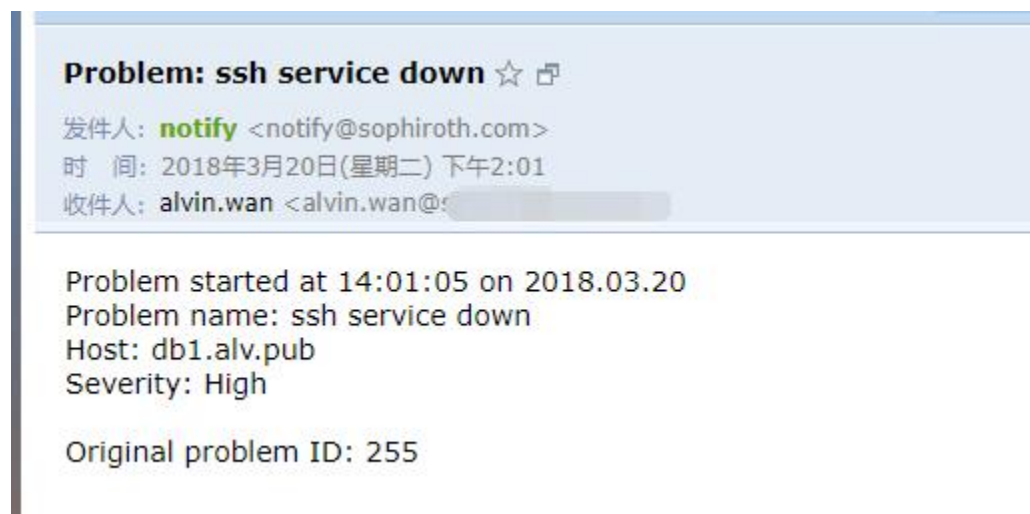 Problem: ssh service down
发件人: notify <notify@sophiroth.com>
时 间: 2018年3月20日(星期二) 下午2:01
收件人: alvin.wan <alvin.wan@
Problem started at 14:01:05 on 2018.03.20
Problem name: ssh service down
Host: db1.alv.pub
Severity: High
Original problem ID: 255